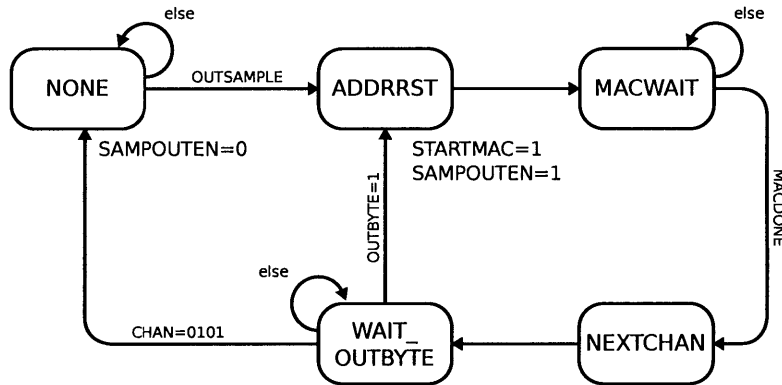 else
else
NONE
OUTSAMPLE
ADDRRST
MACWAIT
SAMPOUTEN=0
STARTMAC=1
SAMPOUTEN=1
OUTBYTE=1
MACDONE
else
CHAN=0101
WAIT_
OUTBYTE
NEXTCHAN